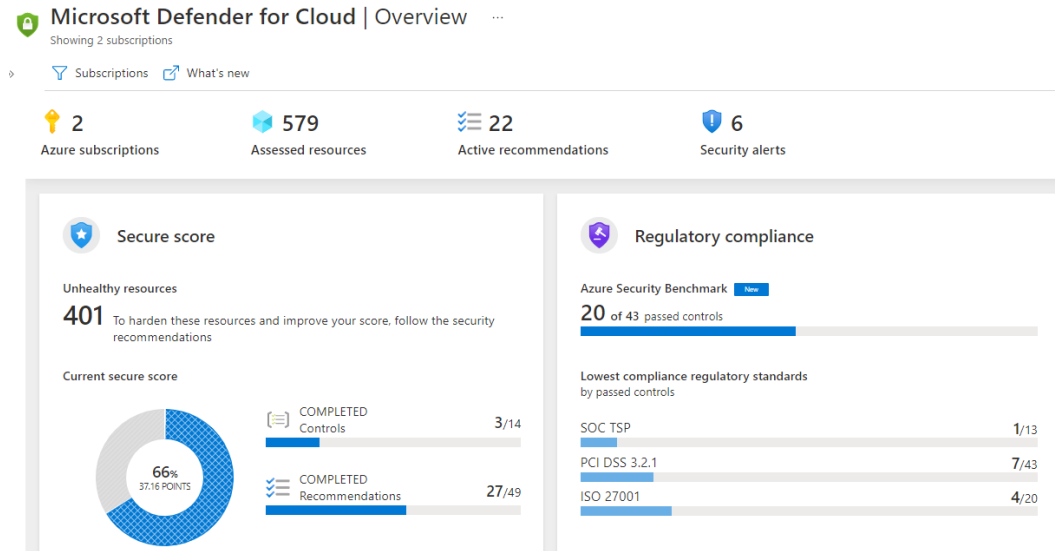 Microsoft Defender for Cloud | Overview ...
Showing 2 subscriptions
Subscriptions What's new
2 579 22 6
Azure subscriptions Assessed resources Active recommendations Security alerts
Secure score
Unhealthy resources
401 To harden these resources and improve your score, follow the security
recommendations
Current secure score
66%
37.16 POINTS
COMPLETED
Controls 3/14
COMPLETED
Recommendations 27/49
Regulatory compliance
Azure Security Benchmark New
20 of 43 passed controls
Lowest compliance regulatory standards
by passed controls
SOC TSP 1/13
PCI DSS 3.2.1 7/43
ISO 27001 4/20